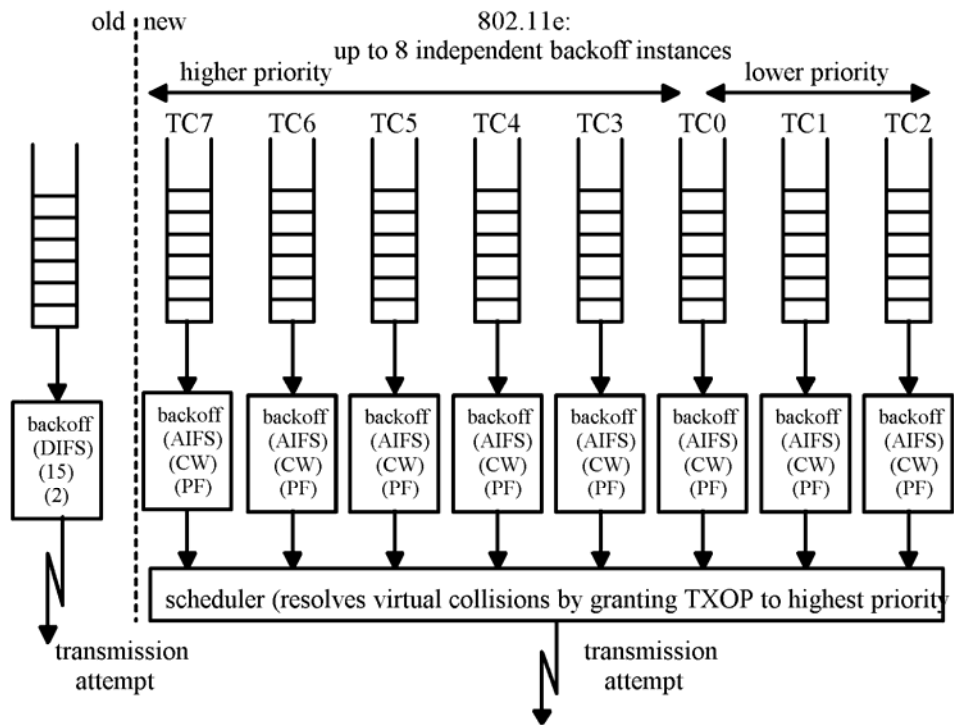 old new
802.11e:
up to 8 independent backoff instances
higher priority
lower priority
TC7 TC6 TC5 TC4 TC3 TC0 TC1 TC2
backoff
(DIFS)
(15)
(2)
backoff
(AIFS)
(CW)
(PF)
backoff
(AIFS)
(CW)
(PF)
backoff
(AIFS)
(CW)
(PF)
backoff
(AIFS)
(CW)
(PF)
backoff
(AIFS)
(CW)
(PF)
backoff
(AIFS)
(CW)
(PF)
backoff
(AIFS)
(CW)
(PF)
backoff
(AIFS)
(CW)
(PF)
scheduler (resolves virtual collisions by granting TXOP to highest priority
transmission
attempt
transmission
attempt